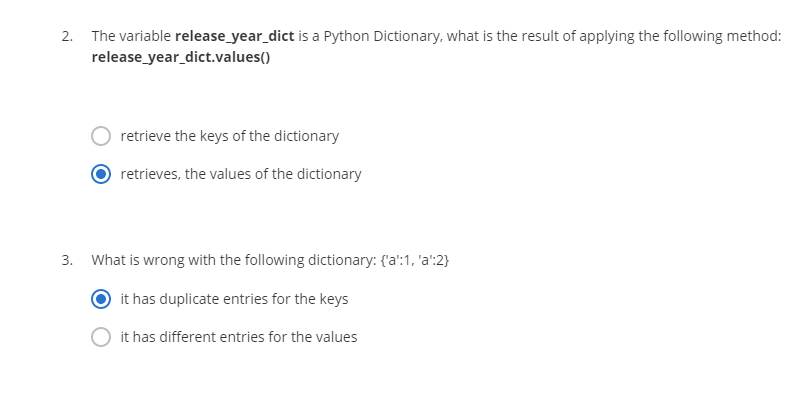 2. The variable release_year_dict is a Python Dictionary, what is the result of applying the following method:
release_year_dict.values()
retrieve the keys of the dictionary
retrieves, the values of the dictionary
3. What is wrong with the following dictionary: {'a':1, 'a':2}
it has duplicate entries for the keys
it has different entries for the values